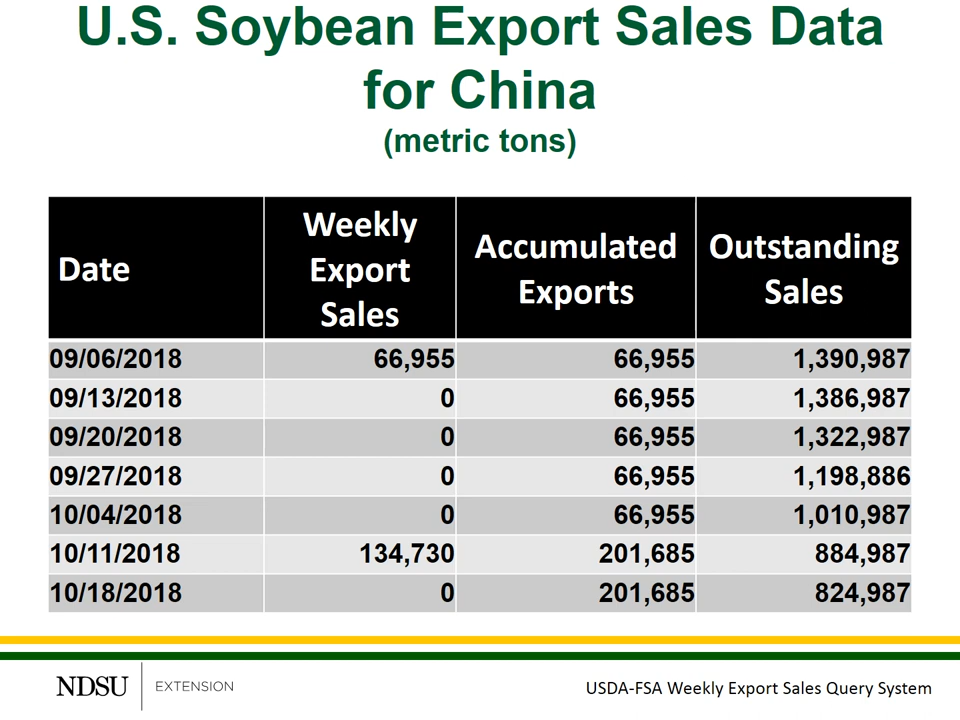 U.S. Soybean Export Sales Data
for China
(metric tons)
Date
Weekly
Export
Sales
Accumulated
Exports
Outstanding
Sales
09/06/2018 66,955 66,955 1,390,987
09/13/2018 0 66,955 1,386,987
09/20/2018 0 66,955 1,322,987
09/27/2018 0 66,955 1,198,886
10/04/2018 0 66,955 1,010,987
10/11/2018 134,730 201,685 884,987
10/18/2018 0 201,685 824,987
NDSU EXTENSION
USDA-FSA Weekly Export Sales Query System